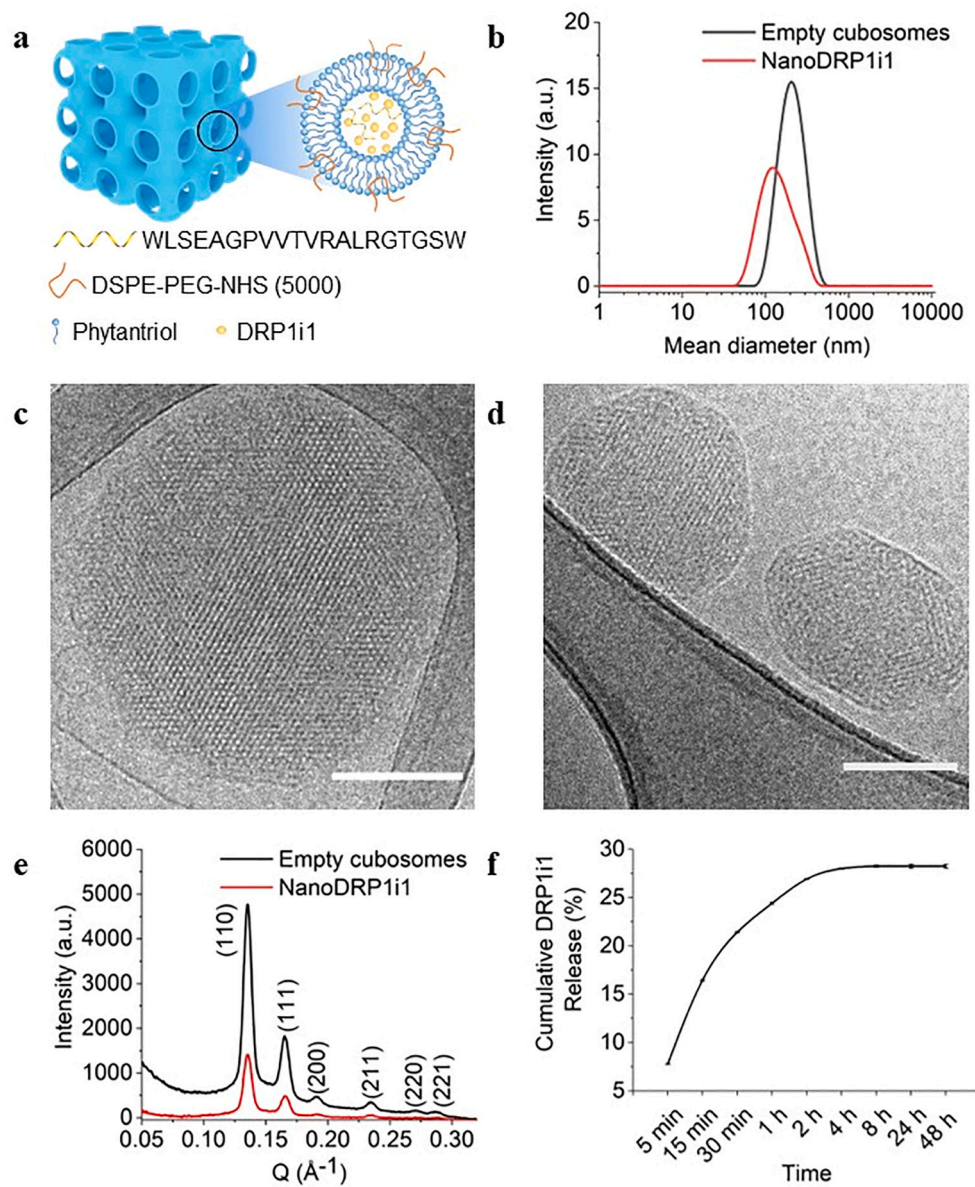 a
WLSEAGPVVTVRALRGTGSW
DSPE-PEG-NHS (5000)
Phytantriol
DRP1i1
b
Empty cubosomes
NanoDRP1i1
Intensity (a.u.)
20
15
10
5
0
1 10 100 1000 10000
Mean diameter (nm)
c
d
e
Empty cubosomes
NanoDRP1i1
Intensity (a.u.)
6000
5000
4000
3000
2000
1000
0
(110)
(111)
(200)
(211)
(220)
(221)
0.05 0.10 0.15 0.20 0.25 0.30
Q (Å-1)
f
Cumulative DRP1i1
Release (%)
30
25
20
15
10
5
5 min
15 min
30 min
1 h
2 h
4 h
8 h
24 h
48 h
Time